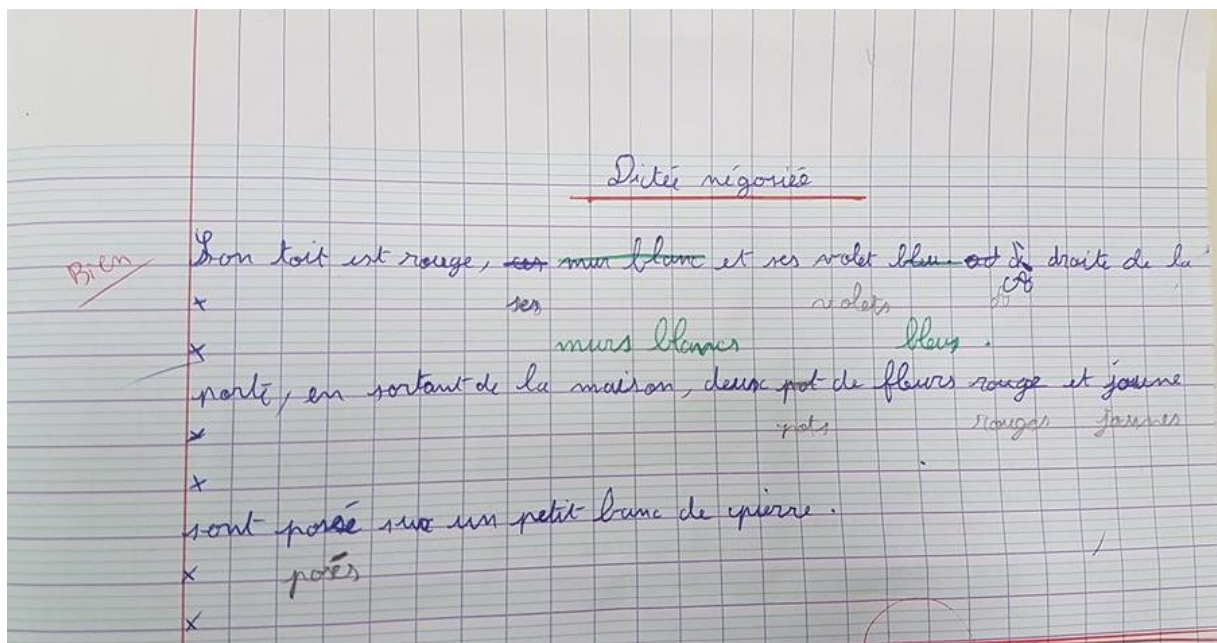 Dictée négociée
Bien
Son toit est rouge, ses mur blanc et ses volet bleu. et à droite de la
x ses volets A
x murs blancs bleus.
porte, en sortant de la maison, deux pot de fleurs rouge et jaune
x pots rouges jaunes
x
sont posé sur un petit banc de pierre.
x posés
x